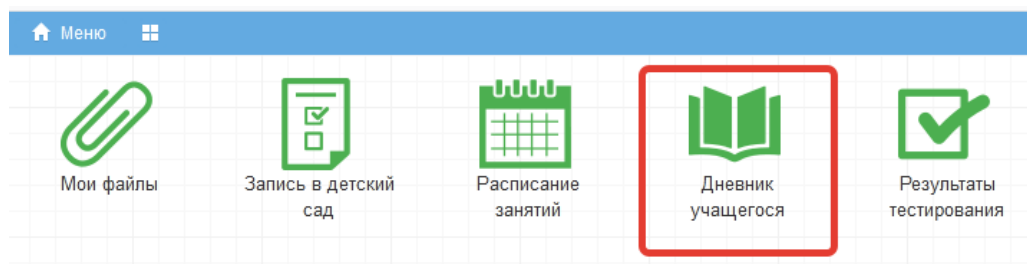 Меню
Мои файлы
Запись в детский
сад
Расписание
занятий
Дневник
учащегося
Результаты
тестирования